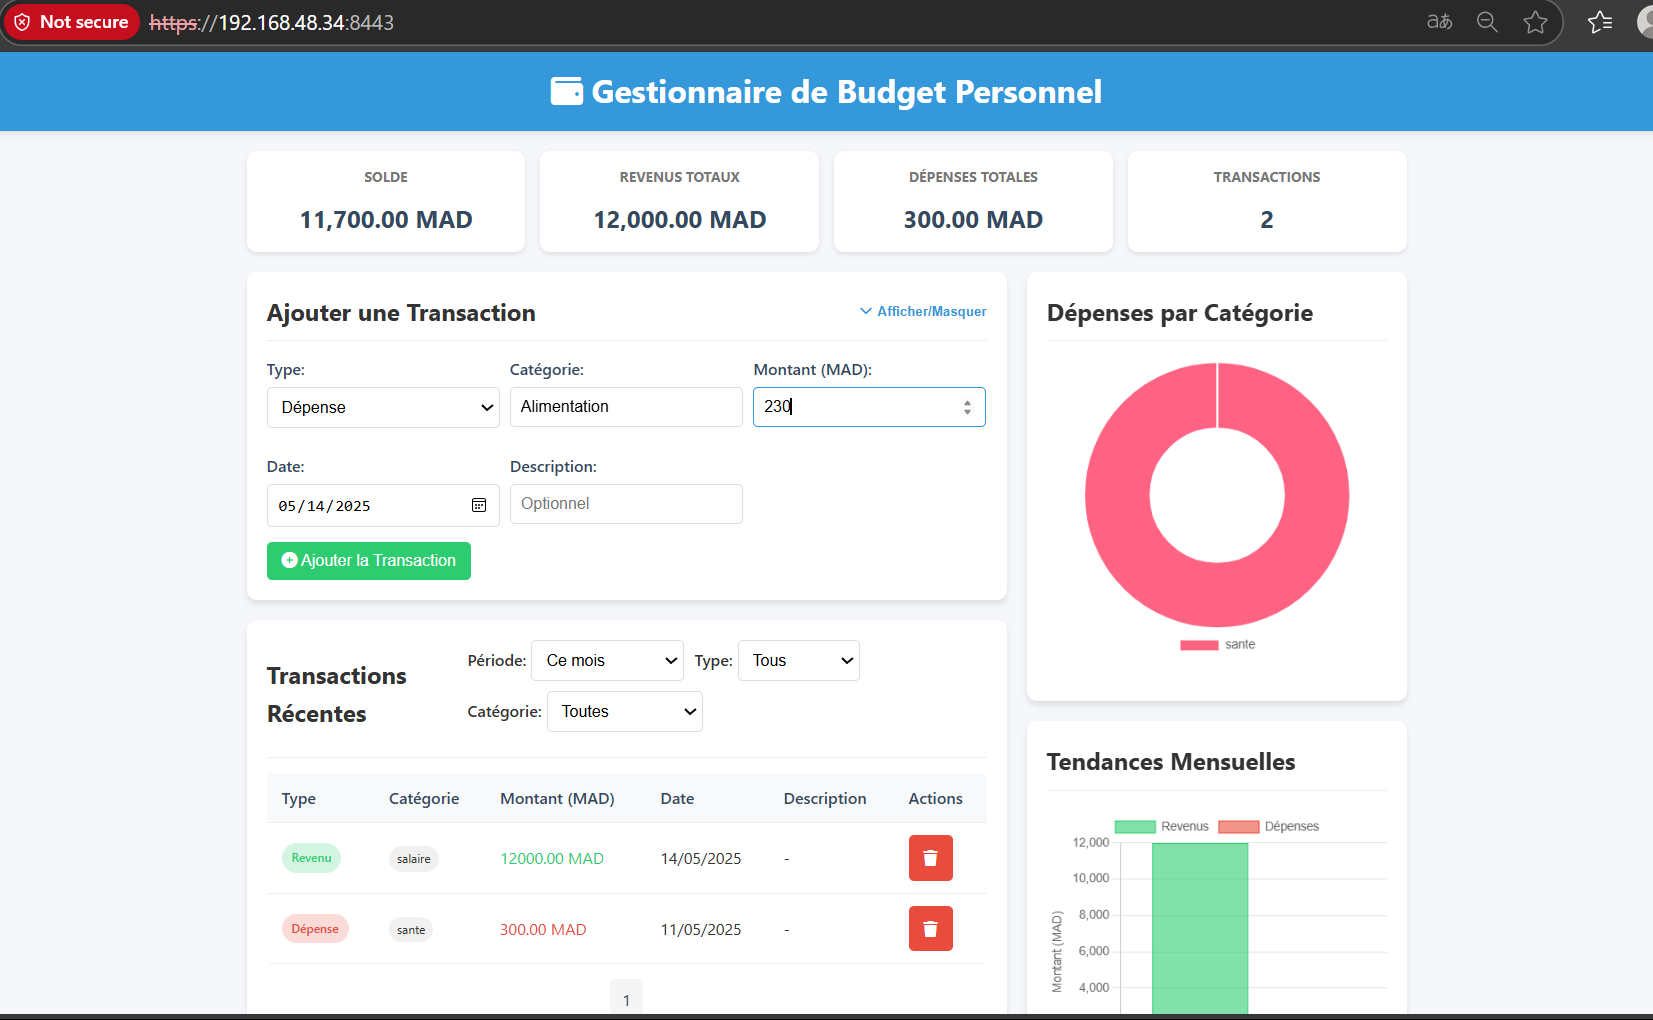 Not secure https://192.168.48.34:8443 aあ
Gestionnaire de Budget Personnel
SOLDE
11,700.00 MAD
REVENUS TOTAUX
12,000.00 MAD
DÉPENSES TOTALES
300.00 MAD
TRANSACTIONS
2
Ajouter une Transaction
Afficher/Masquer
Type:
Dépense
Catégorie:
Alimentation
Montant (MAD):
230
Date:
05/14/2025
Description:
Optionnel
Ajouter la Transaction
Dépenses par Catégorie
sante
Transactions
Récentes
Période: Ce mois Type: Tous
Catégorie: Toutes
Type Catégorie Montant (MAD) Date Description Actions
Revenu salaire 12000.00 MAD 14/05/2025 -
Dépense sante 300.00 MAD 11/05/2025 -
1
Tendances Mensuelles
Revenus Dépenses
12,000
10,000
8,000
6,000
4,000
Montant (MAD)